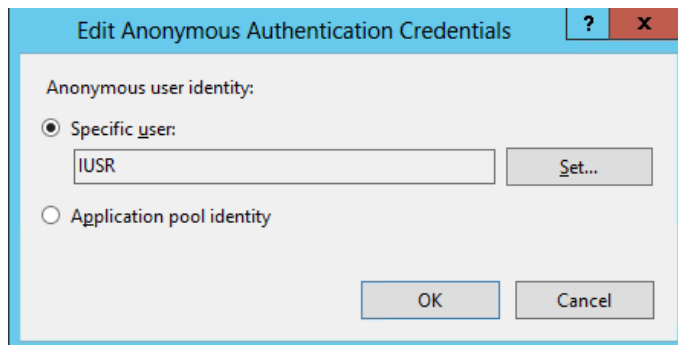 Edit Anonymous Authentication Credentials
? x
Anonymous user identity:
Specific user:
IUSR
Set...
Application pool identity
OK Cancel